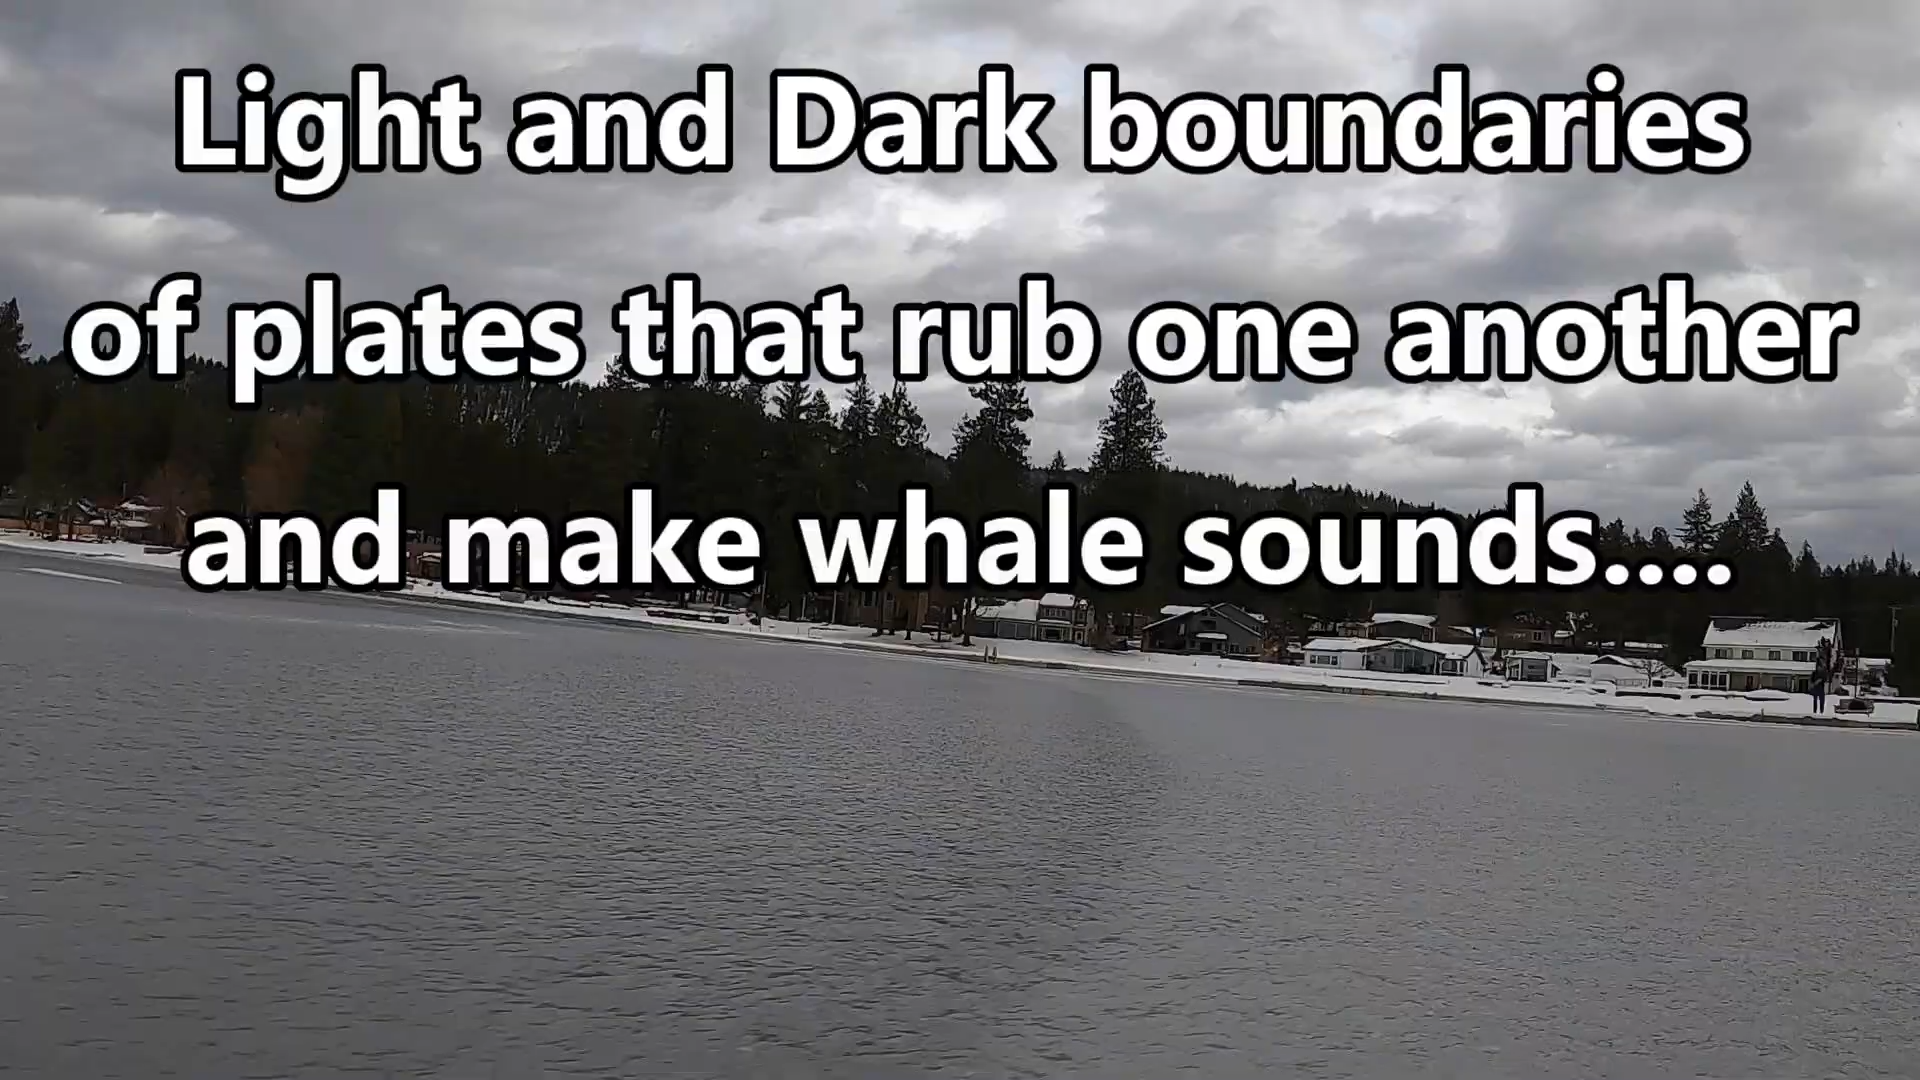 Light and Dark boundaries
of plates that rub one another
and make whale sounds....